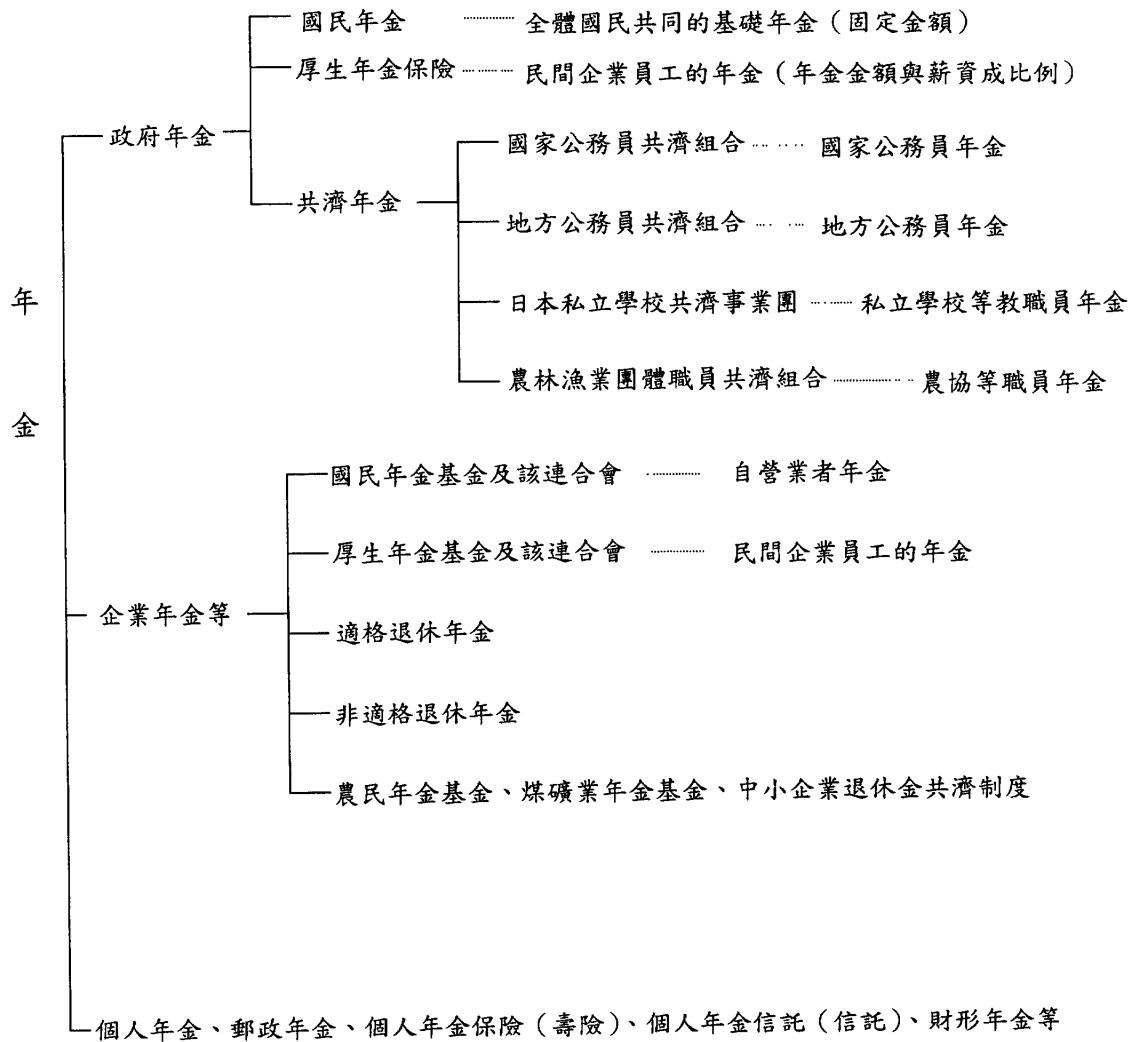 年金
政府年金
國民年金 全體國民共同的基礎年金（固定金額）
厚生年金保險 民間企業員工的年金（年金金額與薪資成比例）
共濟年金
國家公務員共濟組合 國家公務員年金
地方公務員共濟組合 地方公務員年金
日本私立學校共濟事業團 私立學校等教職員年金
農林漁業團體職員共濟組合 農協等職員年金
企業年金等
國民年金基金及該連合會 自營業者年金
厚生年金基金及該連合會 民間企業員工的年金
適格退休年金
非適格退休年金
農民年金基金、煤礦業年金基金、中小企業退休金共濟制度
個人年金、郵政年金、個人年金保險（壽險）、個人年金信託（信託）、財形年金等